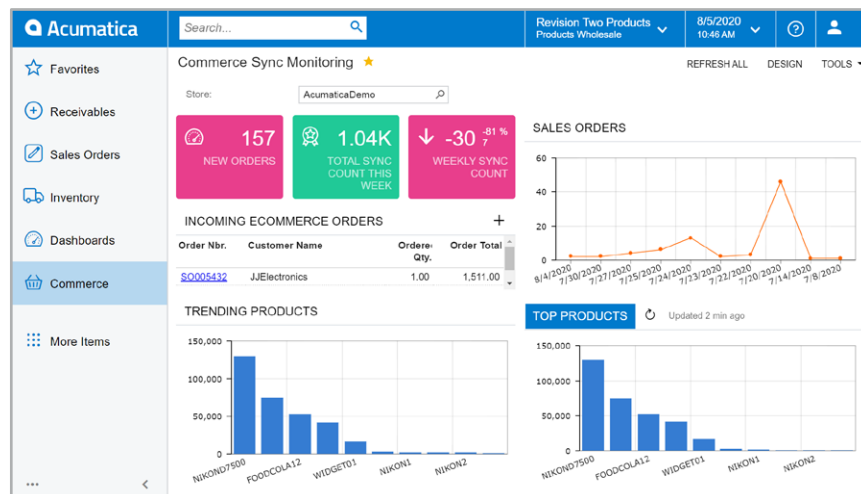 Acumatica
Search...
Revision Two Products
Products Wholesale
8/5/2020
10:46 AM
?
Favorites
Receivables
Sales Orders
Inventory
Dashboards
Commerce
More Items
Commerce Sync Monitoring
REFRESH ALL DESIGN TOOLS
Store: AcumaticaDemo
157
NEW ORDERS
1.04K
TOTAL SYNC
COUNT THIS
WEEK
-30 -81 %
7
WEEKLY SYNC
COUNT
INCOMING ECOMMERCE ORDERS
Order Nbr. Customer Name Ordere Qty. Order Total
SO005432 JJElectronics 1.00 1,511.00
SALES ORDERS
60
40
20
0
8/4/2020 7/30/2020 7/27/2020 7/25/2020 7/24/2020 7/23/2020 7/22/2020 7/20/2020 7/14/2020 7/8/2020
TRENDING PRODUCTS
150,000
100,000
50,000
0
NIKOND7500 FOODCOLA12 WIDGET01 NIKON1 NIKON2
TOP PRODUCTS Updated 2 min ago
150,000
100,000
50,000
0
NIKOND7500 FOODCOLA12 WIDGET01 NIKON1 NIKON2